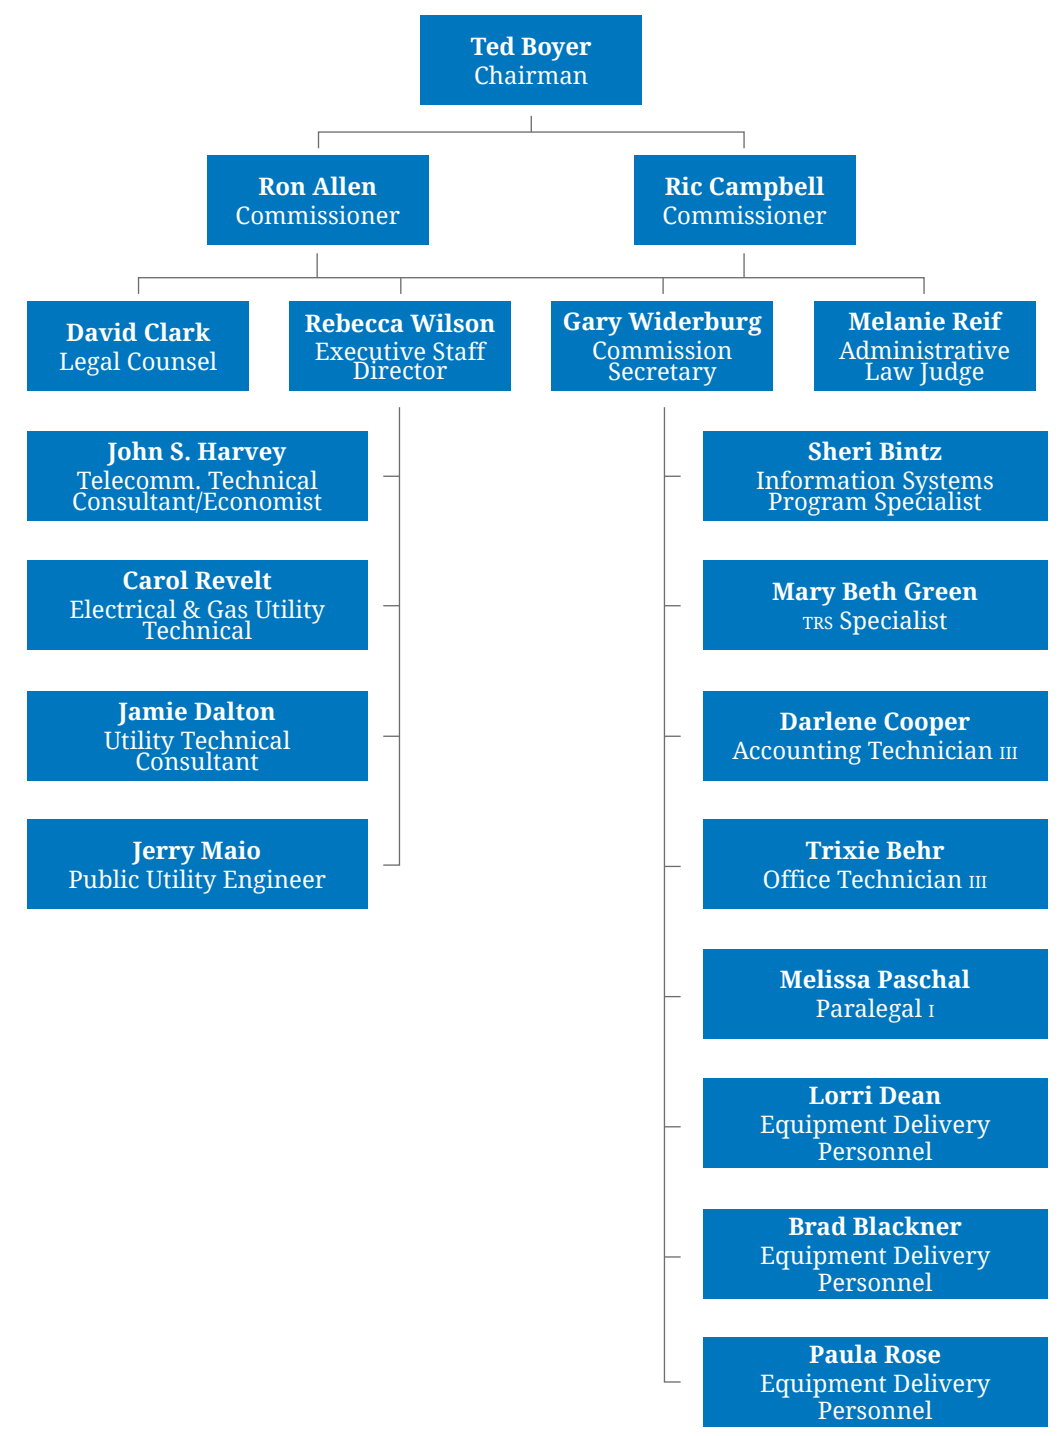 Ted Boyer
Chairman
Ron Allen
Commissioner
Ric Campbell
Commissioner
David Clark
Legal Counsel
Rebecca Wilson
Executive Staff
Director
Gary Widerburg
Commission
Secretary
Melanie Reif
Administrative
Law Judge
John S. Harvey
Telecomm. Technical
Consultant/Economist
Carol Revelt
Electrical & Gas Utility
Technical
Jamie Dalton
Utility Technical
Consultant
Jerry Maio
Public Utility Engineer
Sheri Bintz
Information Systems
Program Specialist
Mary Beth Green
TRS Specialist
Darlene Cooper
Accounting Technician III
Trixie Behr
Office Technician III
Melissa Paschal
Paralegal I
Lorri Dean
Equipment Delivery
Personnel
Brad Blackner
Equipment Delivery
Personnel
Paula Rose
Equipment Delivery
Personnel